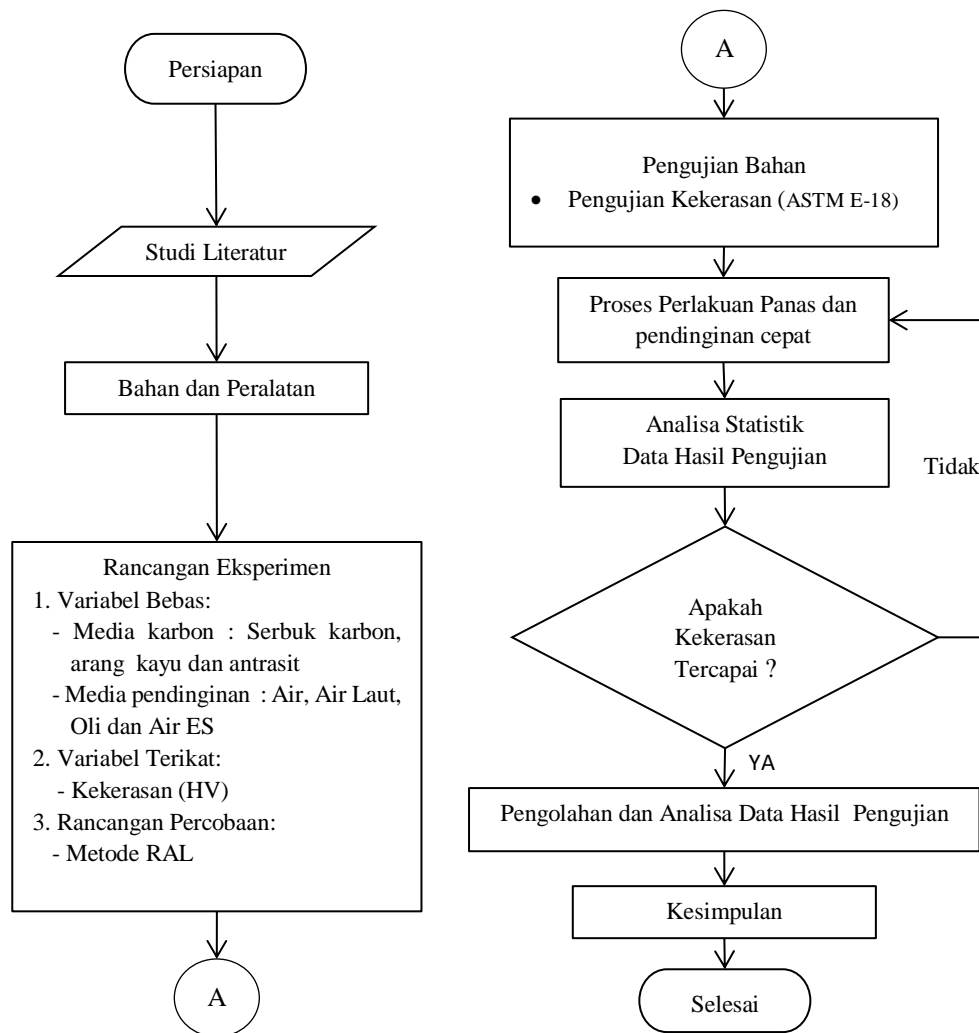 Persiapan
Studi Literatur
Bahan dan Peralatan
Rancangan Eksperimen
1. Variabel Bebas:
- Media karbon : Serbuk karbon,
arang kayu dan antrasit
- Media pendinginan : Air, Air Laut,
Oli dan Air ES
2. Variabel Terikat:
- Kekerasan (HV)
3. Rancangan Percobaan:
- Metode RAL
A
A
Pengujian Bahan
• Pengujian Kekerasan (ASTM E-18)
Proses Perlakuan Panas dan
pendinginan cepat
Analisa Statistik
Data Hasil Pengujian
Tidak
Apakah
Kekerasan
Tercapai ?
YA
Pengolahan dan Analisa Data Hasil Pengujian
Kesimpulan
Selesai